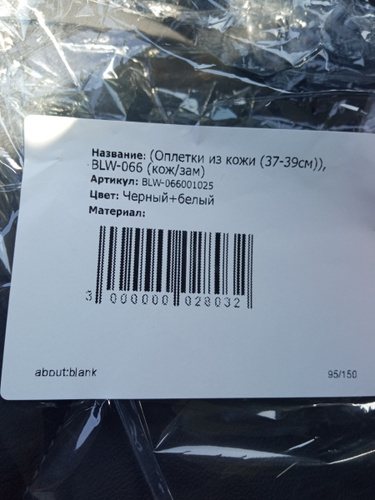 Название: (Оплетки из кожи (37-39см)),
BLW-066 (кож/зам)
Артикул: BLW-066001025
Цвет: Черный+белый
Материал:
3 000000 028032
about:blank
95/150